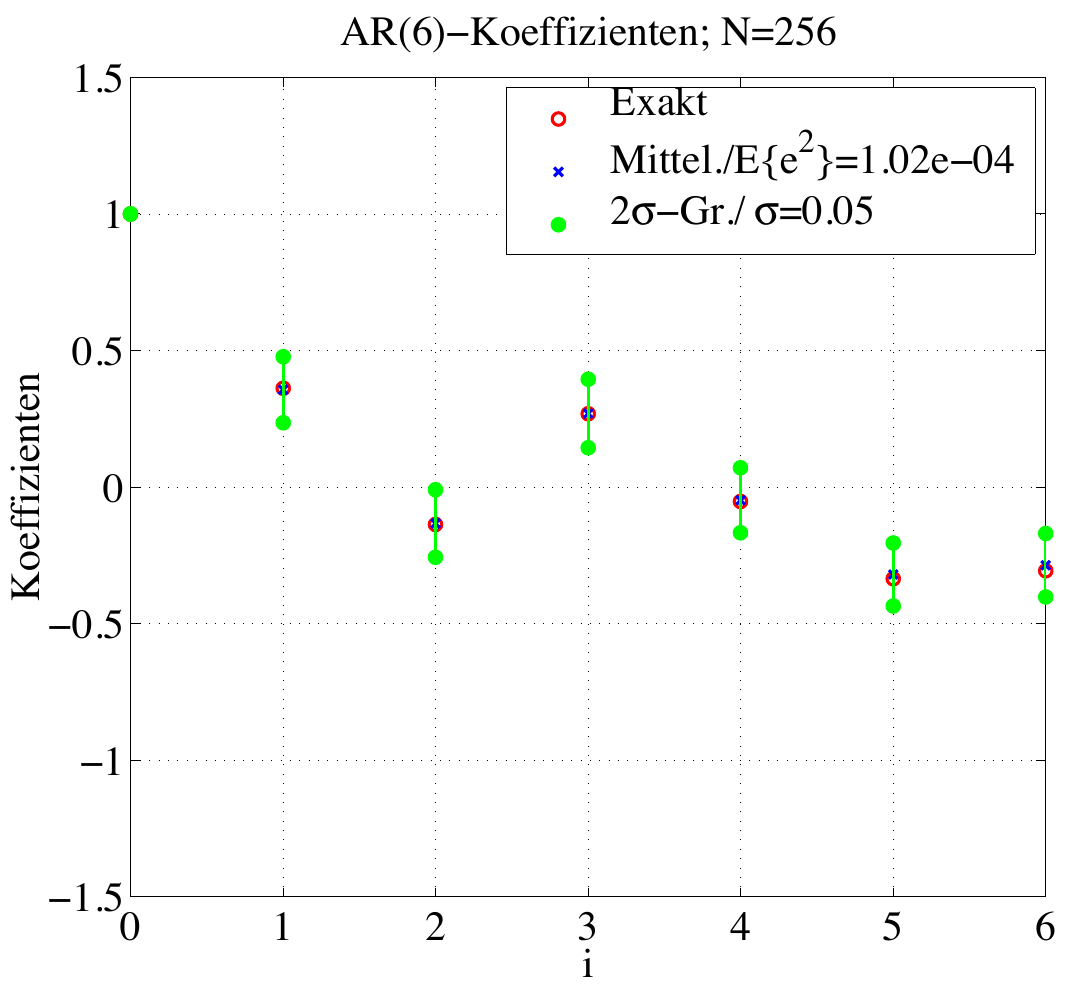 AR(6)−Koeffizienten; N=256
Exakt
Mittel./E{e²}=1.02e−04
2σ−Gr./ σ=0.05
1.5
1
0.5
0
−0.5
−1
−1.5
Koeffizienten
0 1 2 3 4 5 6
i